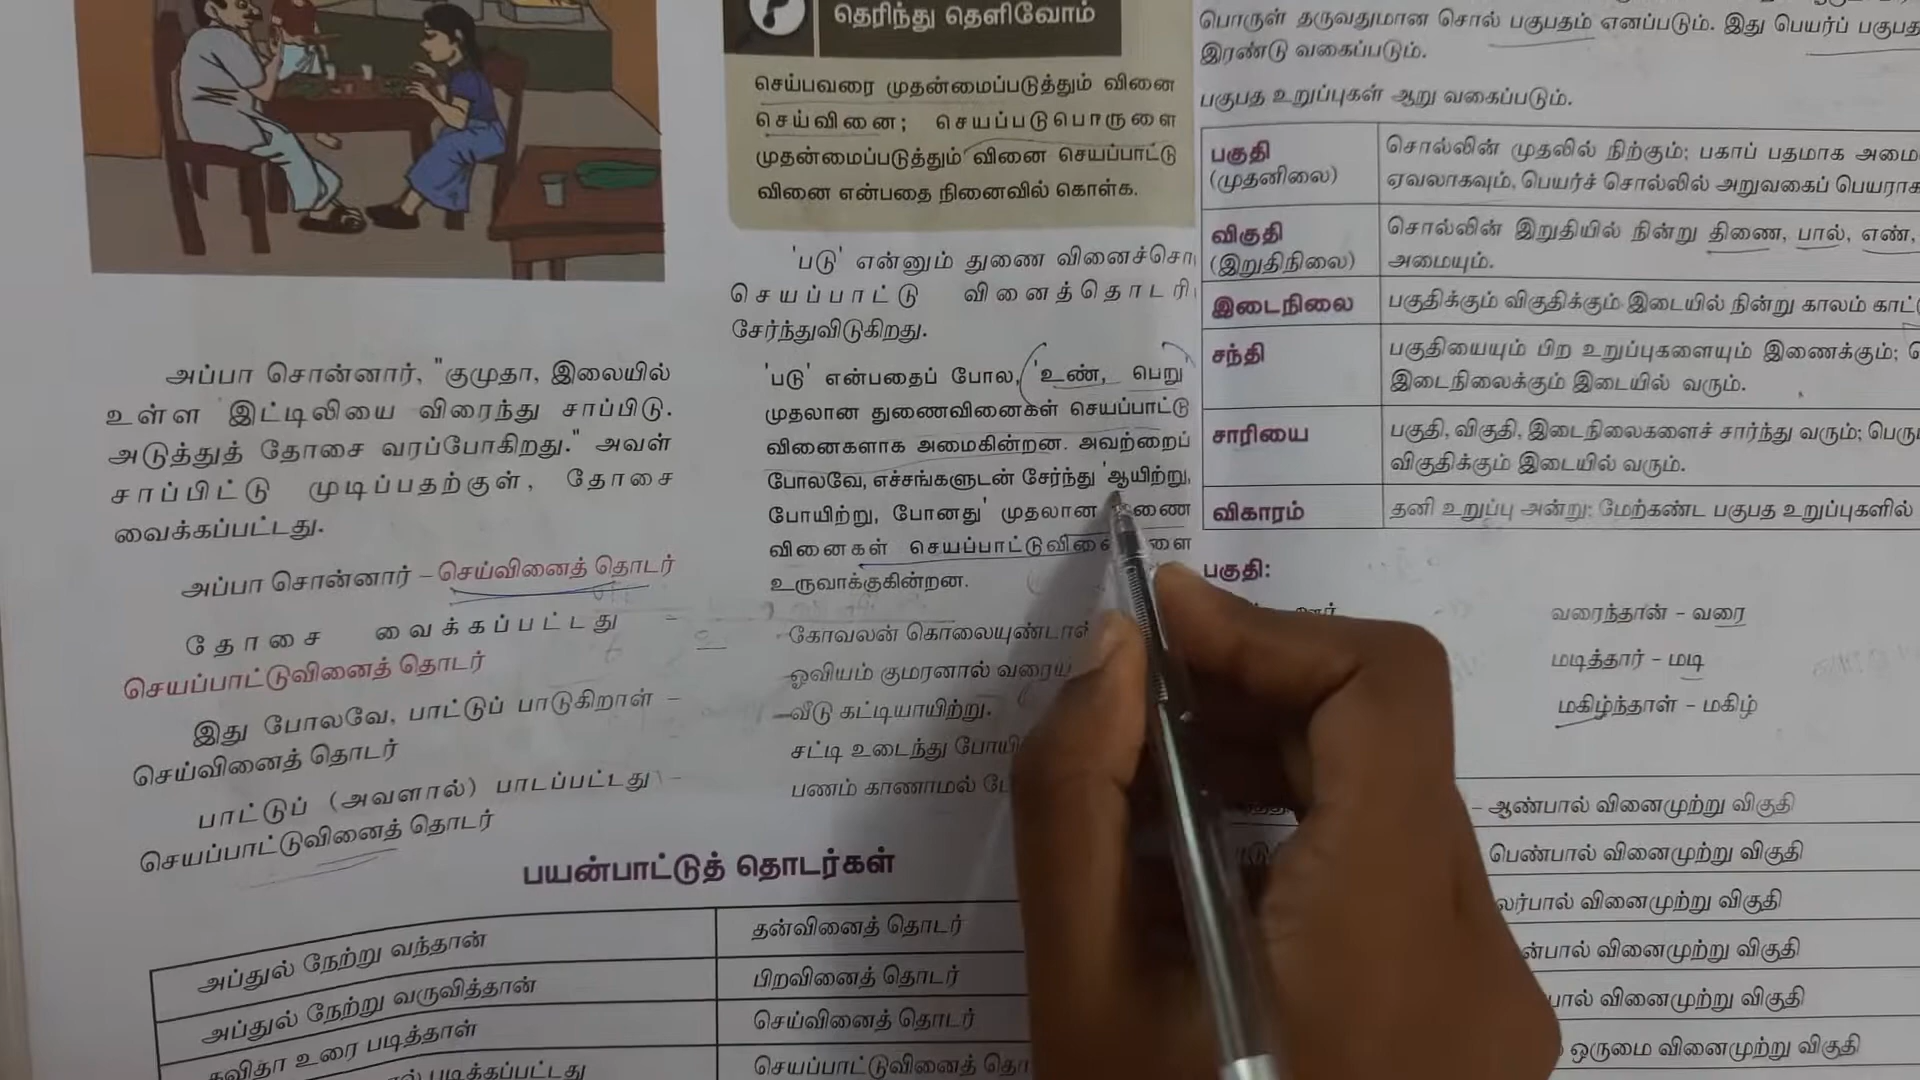 அப்பா சொன்னார், "குமுதா, இலையில்
உள்ள இட்டிலியை விரைந்து சாப்பிடு.
அடுத்துத் தோசை வரப்போகிறது." அவள்
சாப்பிட்டு முடிப்பதற்குள், தோசை
வைக்கப்பட்டது.
அப்பா சொன்னார் – செய்வினைத் தொடர்
தோசை வைக்கப்பட்டது –
செயப்பாட்டுவினைத் தொடர்
இது போலவே, பாட்டுப் பாடுகிறாள் –
செய்வினைத் தொடர்
பாட்டுப் (அவளால்) பாடப்பட்டது –
செயப்பாட்டுவினைத் தொடர்
தெரிந்து தெளிவோம்
செய்பவரை முதன்மைப்படுத்தும் வினை
செய்வினை; செயப்படுபொருளை
முதன்மைப்படுத்தும் வினை செயப்பாட்டு
வினை என்பதை நினைவில் கொள்க.
'படு' என்னும் துணை
செயப்பாட்டு
சேர்ந்துவிடுகிறது.
'படு' என்பதைப் போல, 'உண், பெறு'
முதலான துணைவினைகள் செயப்பாட்டு
வினைகளாக அமைகின்றன. அவற்றைப்
போலவே, எச்சங்களுடன் சேர்ந்து 'ஆயிற்று,
போயிற்று, போனது' முதலான
வினைகள்
உருவாக்குகின்றன.
கோவலன் கொலையுண்டான்
ஓவியம் குமரனால்
வீடு கட்டியாயிற்று.
சட்டி உடைந்து
பணம் காணாமல்
பயன்பாட்டுத் தொடர்கள்
அப்துல் நேற்று வந்தான் தன்வினைத் தொடர்
அப்துல் நேற்று வருவித்தான் பிறவினைத் தொடர்
கவிதா உரை படித்தாள் செய்வினைத் தொடர்
படிக்கப்பட்டது செயப்பாட்டுவினைத்
பொருள் தருவதுமான சொல் பகுபதம் எனப்படும். இது பெயர்ப்
இரண்டு வகைப்படும்.
பகுபத உறுப்புகள் ஆறு வகைப்படும்.
பகுதி சொல்லின் முதலில் நிற்கும்; பகாப் பதமாக
(முதனிலை) ஏவலாகவும், பெயர்ச் சொல்லில் அறுவகைப்
விகுதி சொல்லின் இறுதியில் நின்று திணை, பால், எண்,
(இறுதிநிலை) அமையும்.
இடைநிலை பகுதிக்கும் விகுதிக்கும் இடையில் நின்று காலம்
சந்தி பகுதியையும் பிற உறுப்புகளையும் இணைக்கும்;
இடைநிலைக்கும் இடையில் வரும்.
சாரியை பகுதி, விகுதி, இடைநிலைகளைச் சார்ந்து வரும்;
விகுதிக்கும் இடையில் வரும்.
விகாரம் தனி உறுப்பு அன்று; மேற்கண்ட பகுபத உறுப்புகளில்
பகுதி:
வரைந்தான் – வரை
மடித்தார் – மடி
மகிழ்ந்தாள் – மகிழ்
– ஆண்பால் வினைமுற்று விகுதி
பெண்பால் வினைமுற்று விகுதி
வினைமுற்று விகுதி
வினைமுற்று விகுதி
வினைமுற்று விகுதி
ஒருமை வினைமுற்று விகுதி